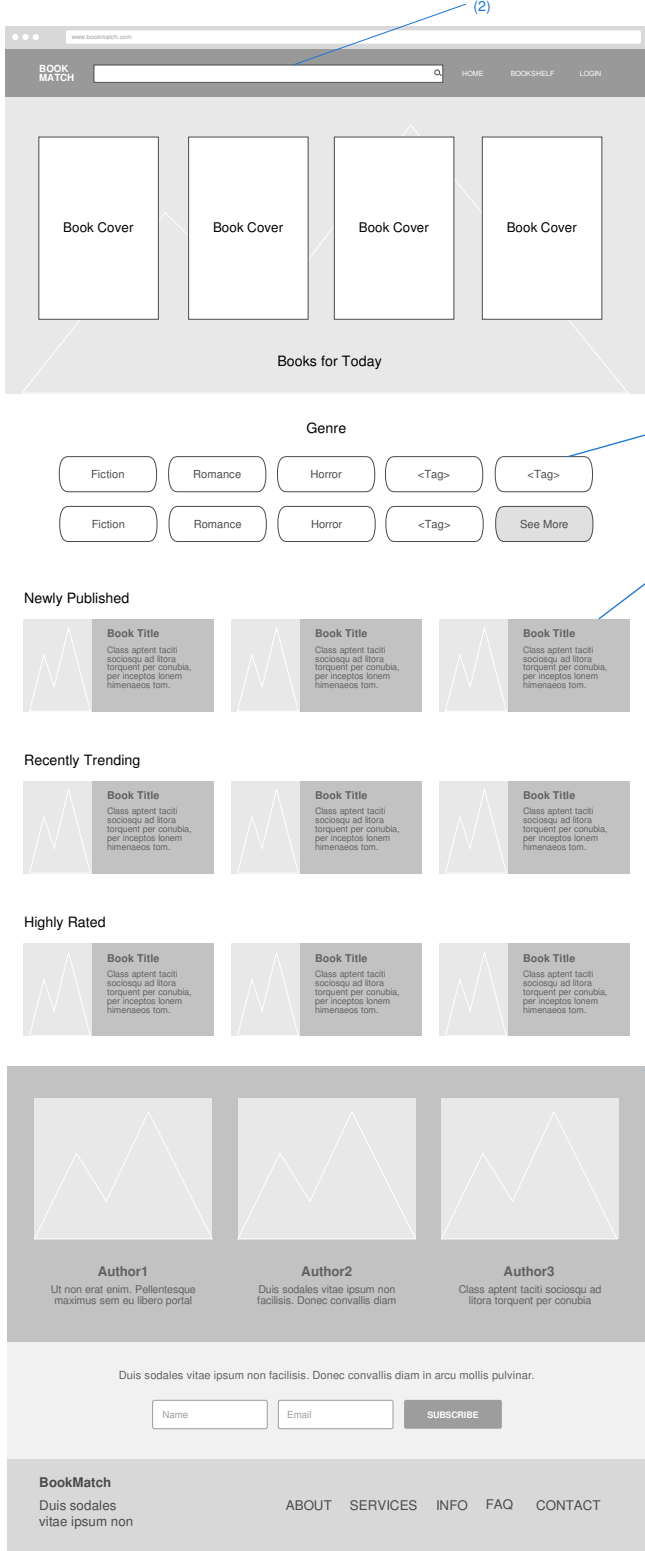 (2)
www.bookmatch.com
BOOK
MATCH
HOME BOOKSHELF LOGIN
Book Cover Book Cover Book Cover Book Cover
Books for Today
Genre
Fiction Romance Horror <Tag> <Tag>
Fiction Romance Horror <Tag> See More
Newly Published
Book Title
Class aptent taciti
sociosqu ad litora
torquent per conubia,
per inceptos lonem
himenaeos tom.
Book Title
Class aptent taciti
sociosqu ad litora
torquent per conubia,
per inceptos lonem
himenaeos tom.
Book Title
Class aptent taciti
sociosqu ad litora
torquent per conubia,
per inceptos lonem
himenaeos tom.
Recently Trending
Book Title
Class aptent taciti
sociosqu ad litora
torquent per conubia,
per inceptos lonem
himenaeos tom.
Book Title
Class aptent taciti
sociosqu ad litora
torquent per conubia,
per inceptos lonem
himenaeos tom.
Book Title
Class aptent taciti
sociosqu ad litora
torquent per conubia,
per inceptos lonem
himenaeos tom.
Highly Rated
Book Title
Class aptent taciti
sociosqu ad litora
torquent per conubia,
per inceptos lonem
himenaeos tom.
Book Title
Class aptent taciti
sociosqu ad litora
torquent per conubia,
per inceptos lonem
himenaeos tom.
Book Title
Class aptent taciti
sociosqu ad litora
torquent per conubia,
per inceptos lonem
himenaeos tom.
Author1
Ut non erat enim. Pellentesque
maximus sem eu libero portal
Author2
Duis sodales vitae ipsum non
facilisis. Donec convallis diam
Author3
Class aptent taciti sociosqu ad
litora torquent per conubia
Duis sodales vitae ipsum non facilisis. Donec convallis diam in arcu mollis pulvinar.
Name Email SUBSCRIBE
BookMatch
Duis sodales
vitae ipsum non
ABOUT SERVICES INFO FAQ CONTACT